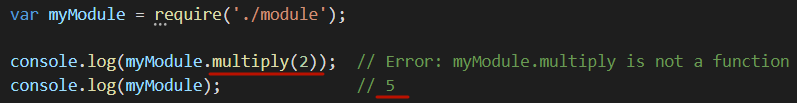 var myModule = require('./module');
console.log(myModule.multiply(2));  // Error: myModule.multiply is not a function
console.log(myModule);              // 5